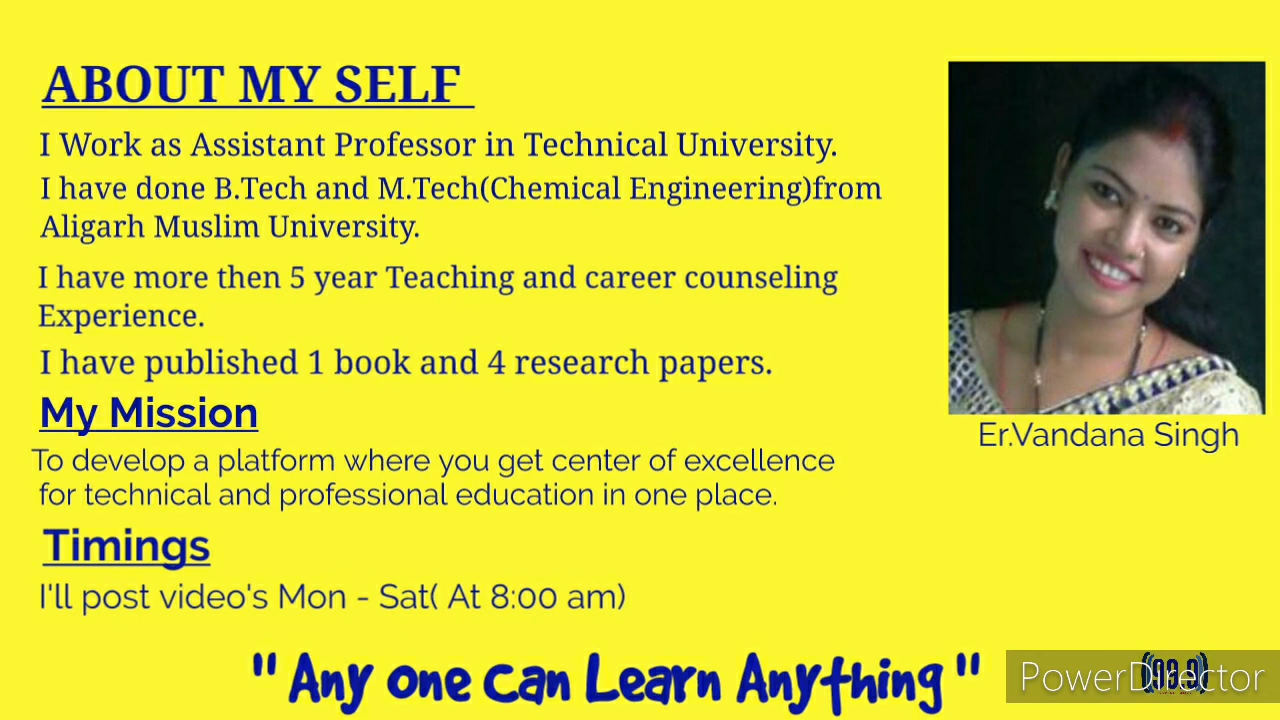 ABOUT MY SELF
I Work as Assistant Professor in Technical University.
I have done B.Tech and M.Tech(Chemical Engineering)from
Aligarh Muslim University.
I have more then 5 year Teaching and career counseling
Experience.
I have published 1 book and 4 research papers.
Er.Vandana Singh
My Mission
To develop a platform where you get center of excellence
for technical and professional education in one place.
Timings
I'll post video's Mon - Sat( At 8:00 am)
" Any one can Learn Anything "
PowerDirector